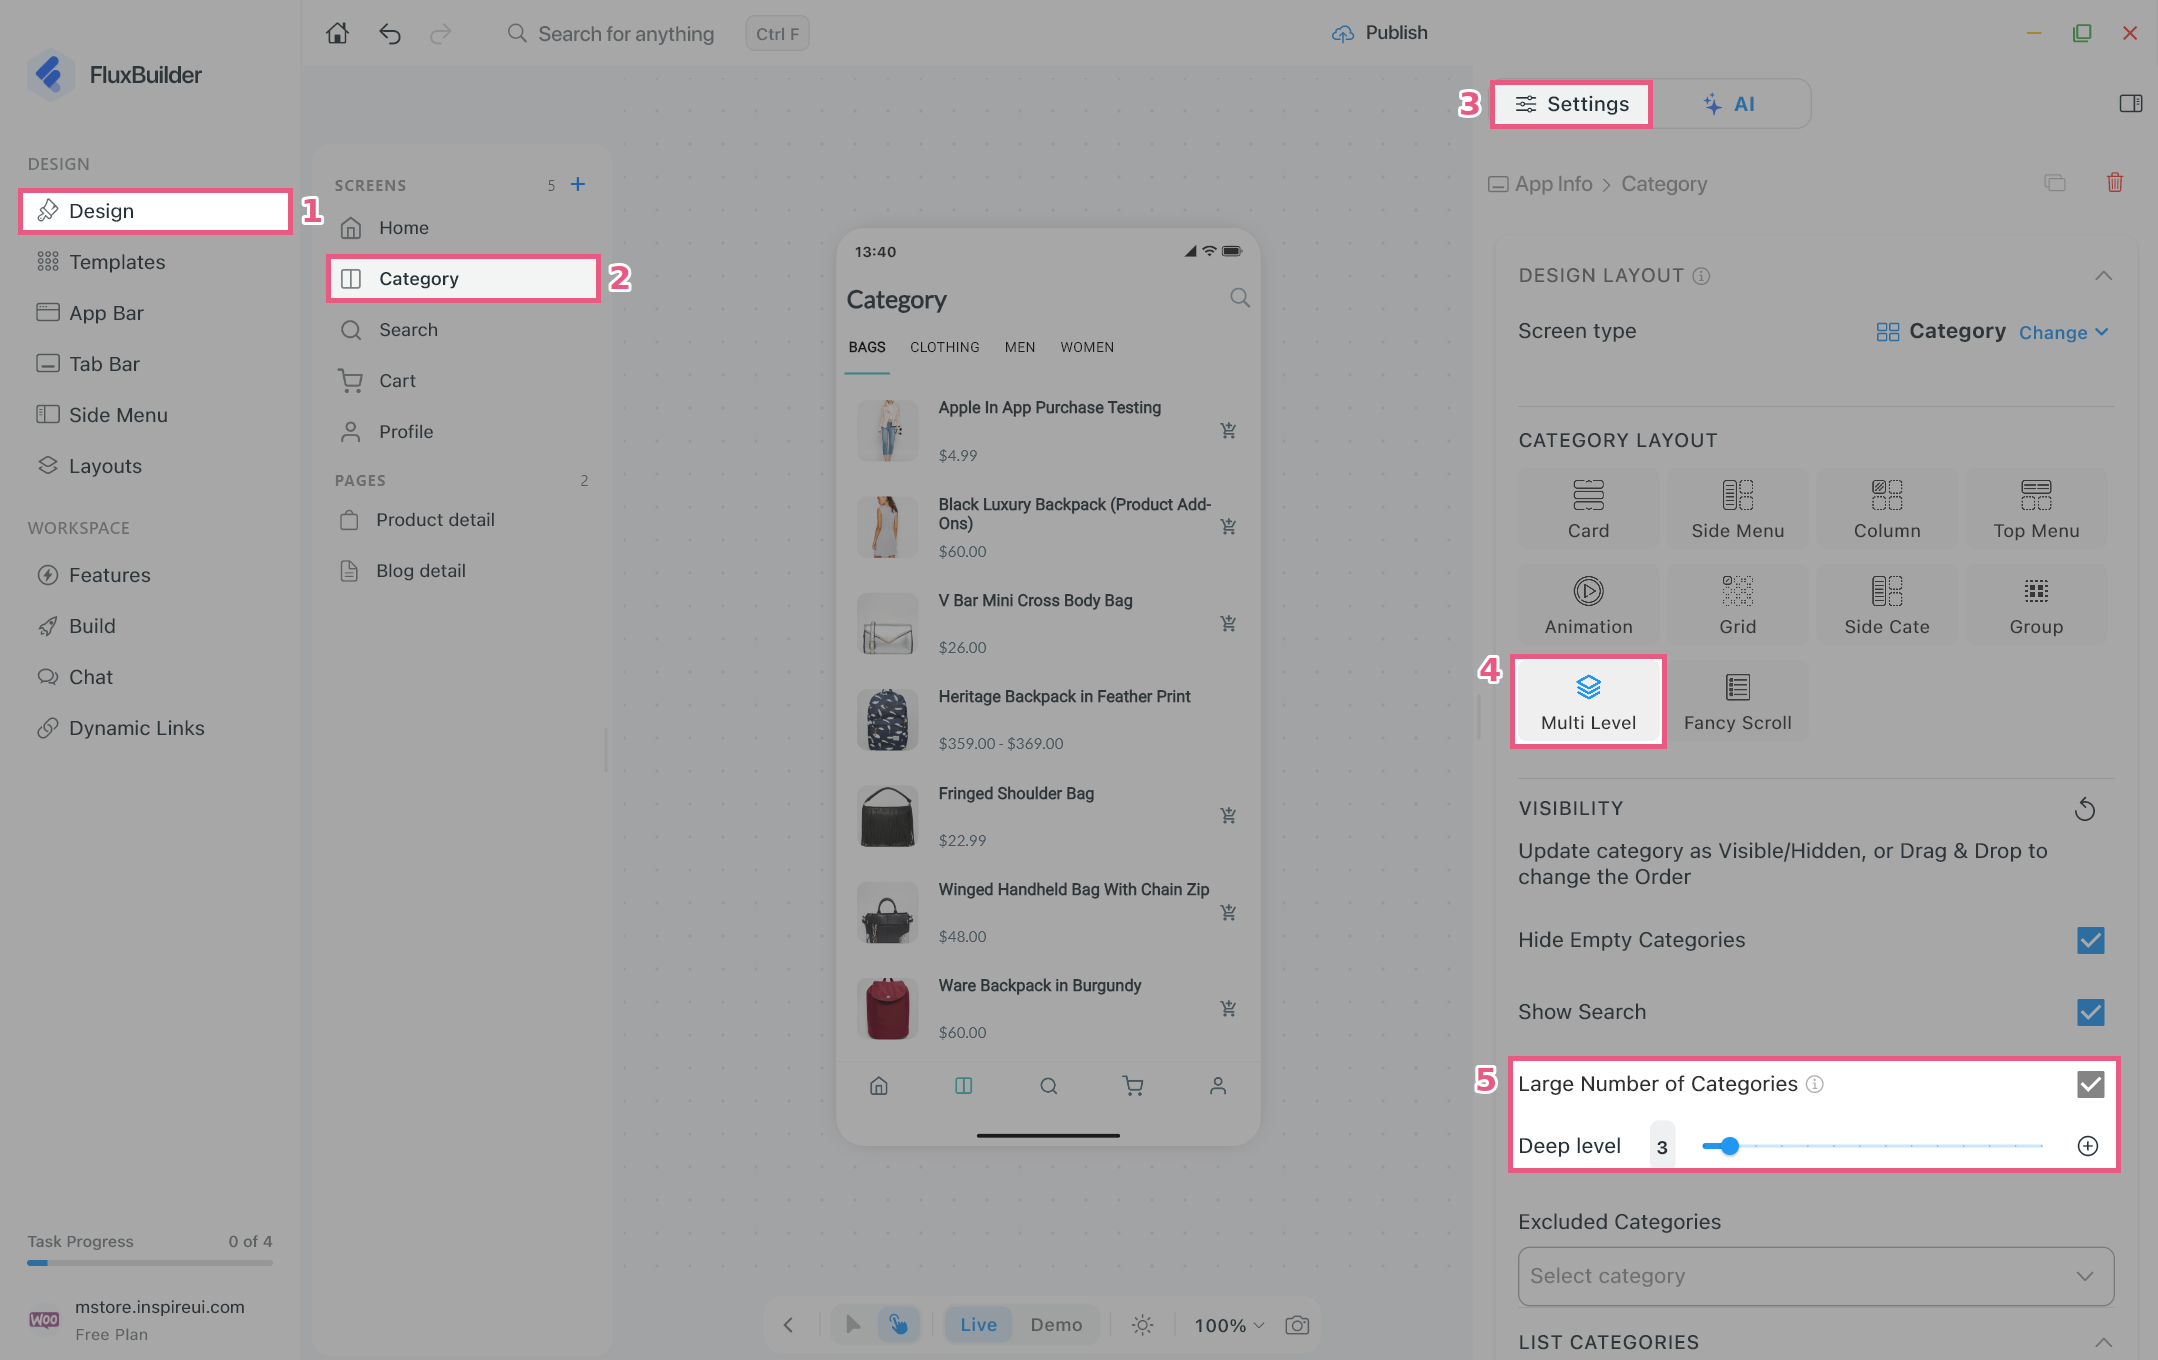 FluxBuilder
Search for anything
Ctrl F
Publish
DESIGN
Design
1
Templates
App Bar
Tab Bar
Side Menu
Layouts
WORKSPACE
Features
Build
Chat
Dynamic Links
Task Progress
0 of 4
WOO
mstore.inspireui.com
Free Plan
SCREENS
5
Home
Category
2
Search
Cart
Profile
PAGES
2
Product detail
Blog detail
13:40
Category
BAGS CLOTHING MEN WOMEN
Apple In App Purchase Testing
$4.99
Black Luxury Backpack (Product Add-
Ons)
$60.00
V Bar Mini Cross Body Bag
$26.00
Heritage Backpack in Feather Print
$359.00 - $369.00
Fringed Shoulder Bag
$22.99
Winged Handheld Bag With Chain Zip
$48.00
Ware Backpack in Burgundy
$60.00
Live
Demo
100%
3
Settings
AI
App Info > Category
DESIGN LAYOUT
Screen type
Category
Change
CATEGORY LAYOUT
Card
Side Menu
Column
Top Menu
Animation
Grid
Side Cate
Group
4
Multi Level
Fancy Scroll
VISIBILITY
Update category as Visible/Hidden, or Drag & Drop to
change the Order
Hide Empty Categories
Show Search
5
Large Number of Categories
Deep level
3
Excluded Categories
Select category
LIST CATEGORIES